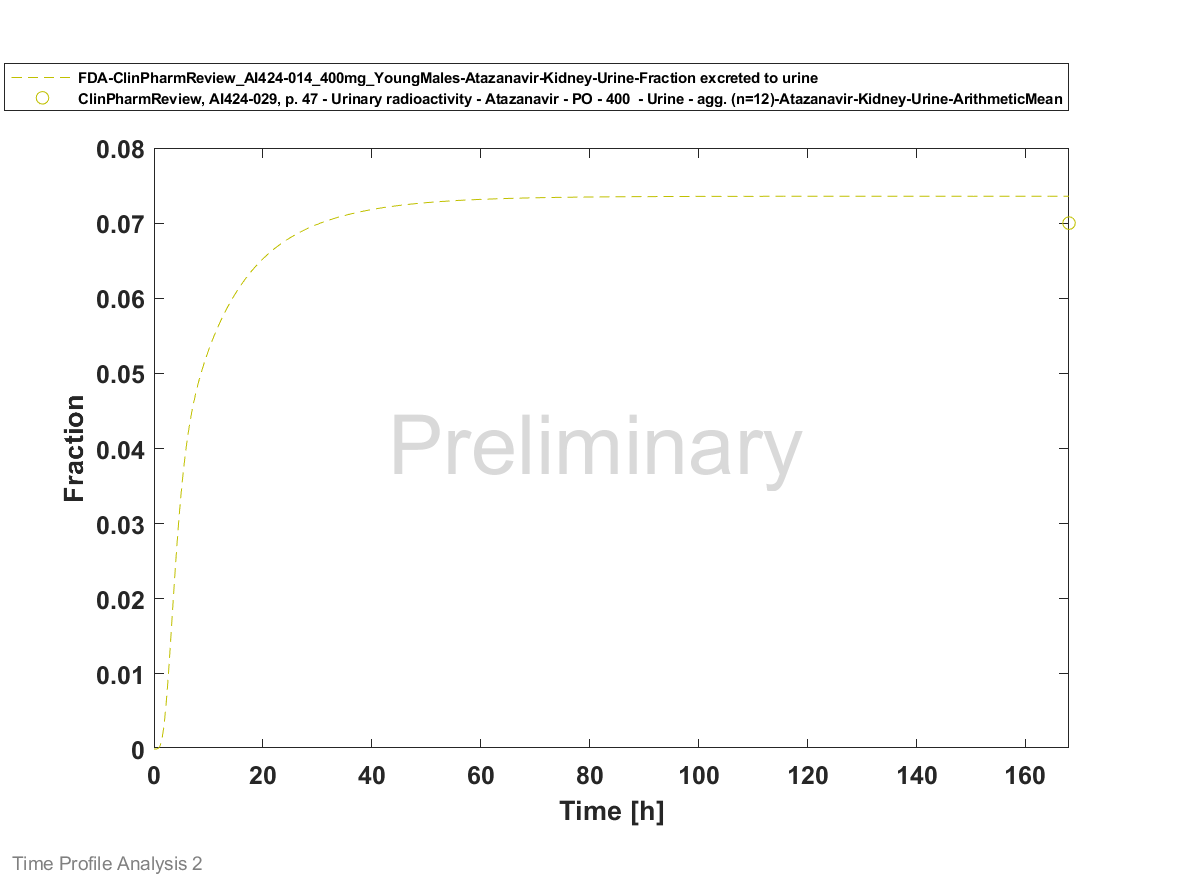 FDA-ClinPharmReview_AI424-014_400mg_YoungMales-Atazanavir-Kidney-Urine-Fraction excreted to urine
ClinPharmReview, AI424-029, p. 47 - Urinary radioactivity - Atazanavir - PO - 400  - Urine - agg. (n=12)-Atazanavir-Kidney-Urine-ArithmeticMean
0.08
0.07
0.06
0.05
0.04
0.03
0.02
0.01
0
Fraction
Preliminary
0 20 40 60 80 100 120 140 160
Time [h]
Time Profile Analysis 2